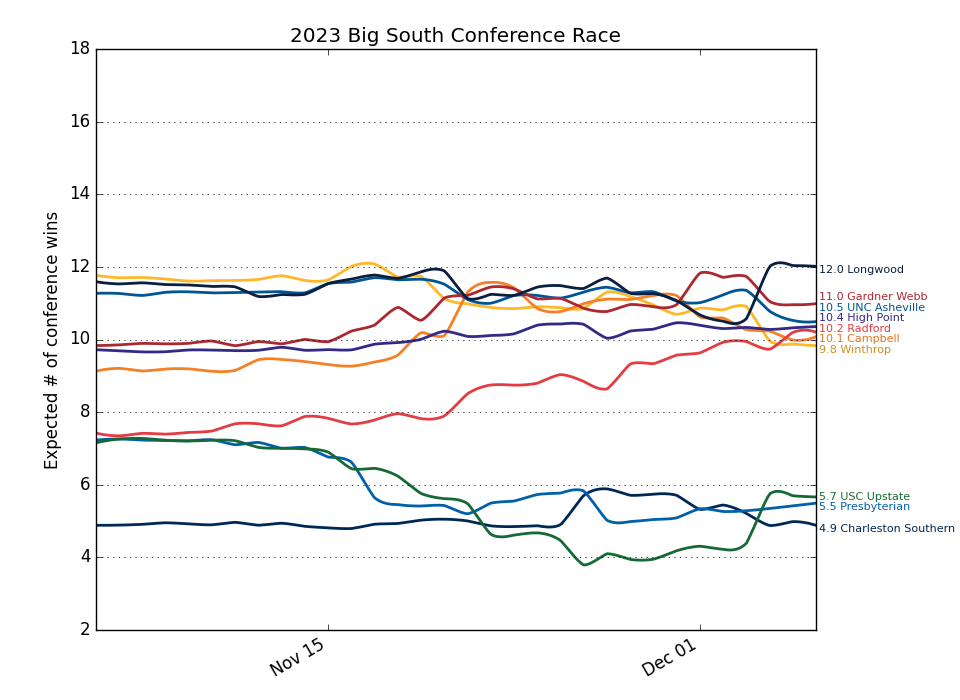 2023 Big South Conference Race
Expected # of conference wins
18
16
14
12
10
8
6
4
2
Nov 15
Dec 01
12.0 Longwood
11.0 Gardner Webb
10.5 UNC Asheville
10.4 High Point
10.2 Radford
10.1 Campbell
9.8 Winthrop
5.7 USC Upstate
5.5 Presbyterian
4.9 Charleston Southern